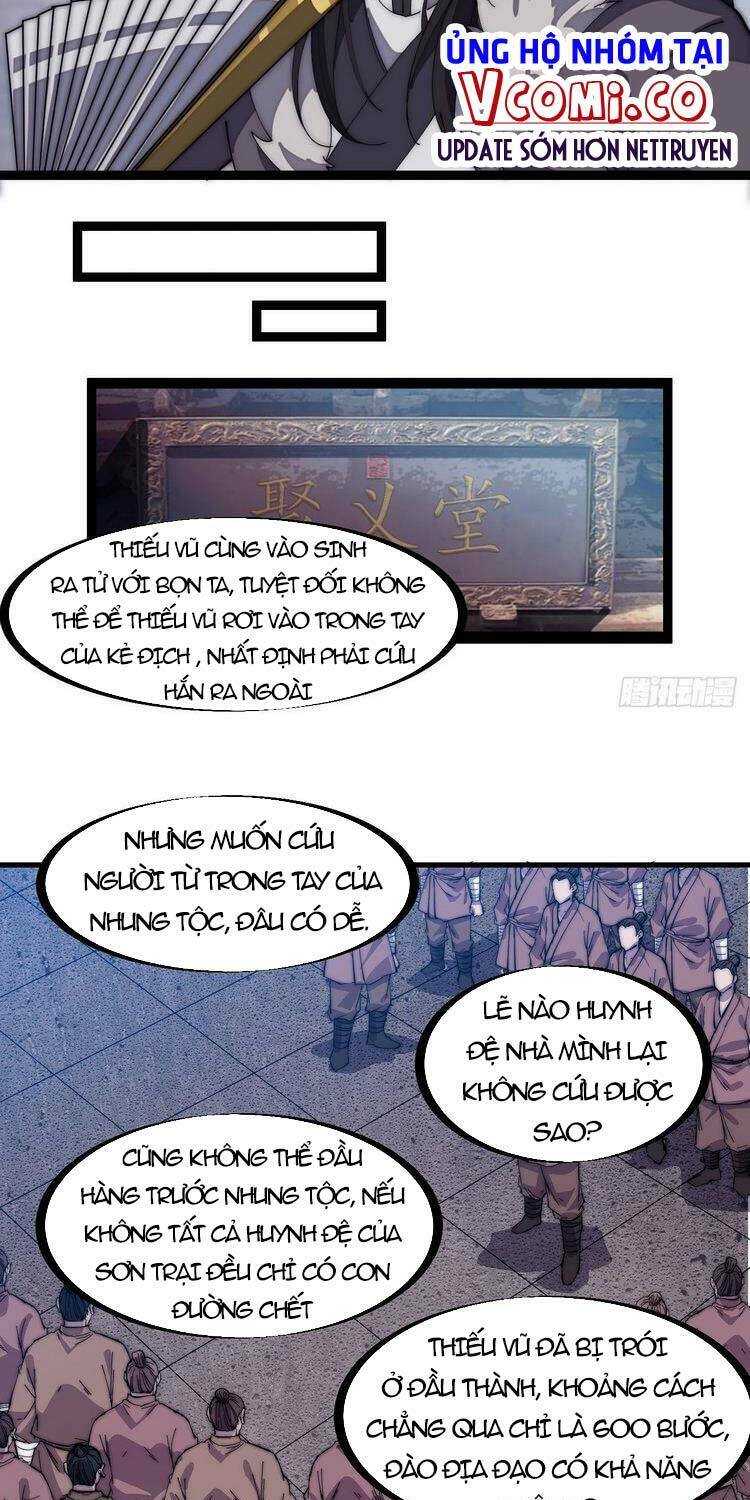 ỦNG HỘ NHÓM TẠI
VCOMI.CO
UPDATE SỚM HƠN NETTRUYEN
聚义堂
THIẾU VŨ CÙNG VÀO SINH
RA TỬ VỚI BỌN TA, TUYỆT ĐỐI KHÔNG
THỂ ĐỂ THIẾU VŨ RƠI VÀO TRONG TAY
CỦA KẺ ĐỊCH , NHẤT ĐỊNH PHẢI CỨU
HẮN RA NGOÀI
腾讯动漫
NHƯNG MUỐN CỨU
NGƯỜI TỪ TRONG TAY CỦA
NHUNG TỘC, ĐÂU CÓ DỄ.
LẼ NÀO HUYNH
ĐỆ NHÀ MÌNH LẠI
KHÔNG CỨU ĐƯỢC
SAO?
CŨNG KHÔNG THỂ ĐẦU
HÀNG TRƯỚC NHUNG TỘC, NẾU
KHÔNG TẤT CẢ HUYNH ĐỆ CỦA
SƠN TRẠI ĐỀU CHỈ CÓ CON
ĐƯỜNG CHẾT
THIẾU VŨ ĐÃ BỊ TRÓI
Ở ĐẦU THÀNH, KHOẢNG CÁCH
CHẲNG QUA CHỈ LÀ 600 BƯỚC,
ĐÀO ĐỊA ĐẠO CÓ KHẢ NĂNG